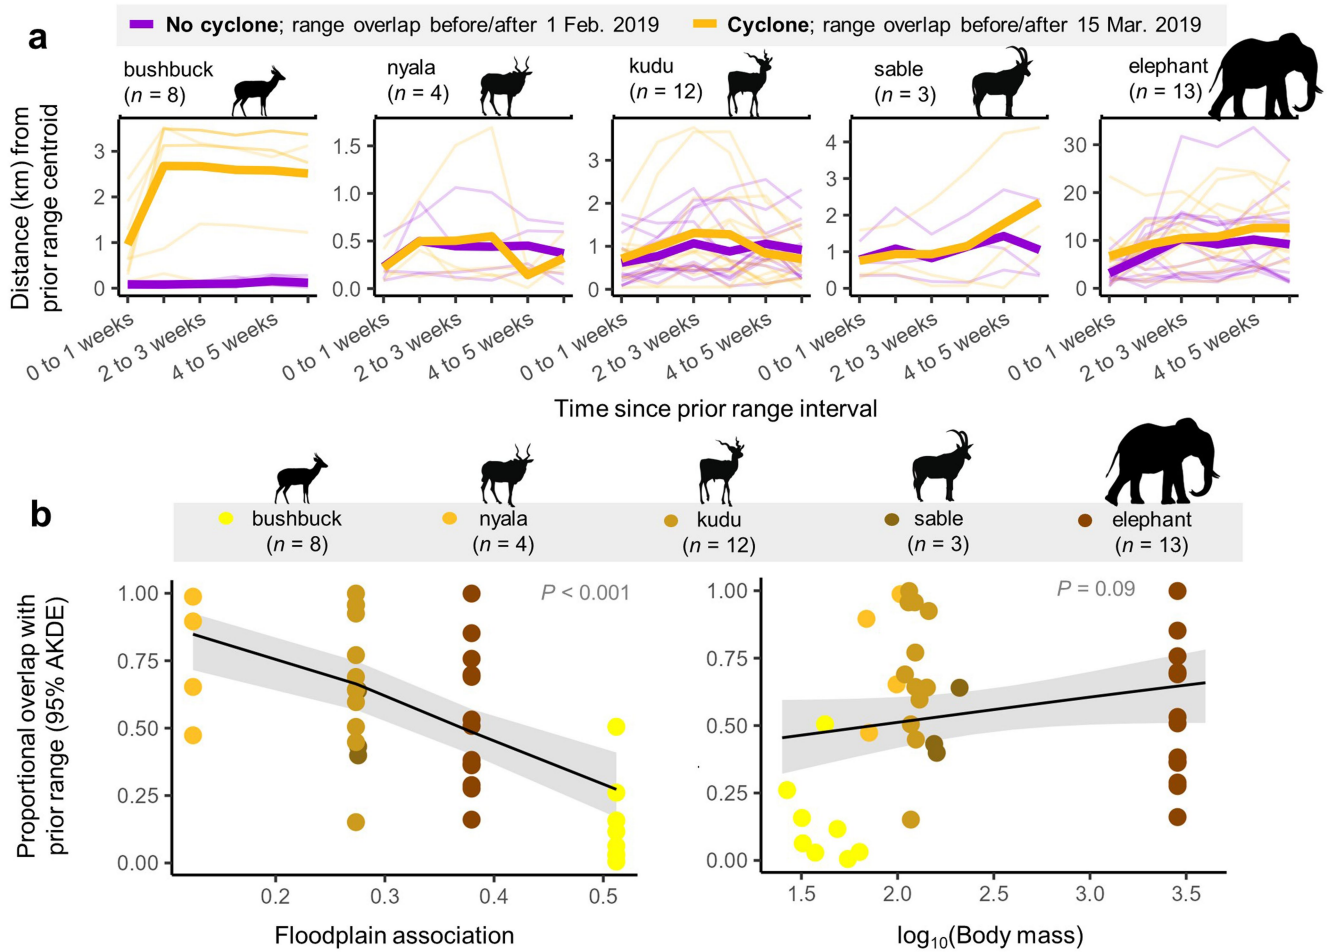 a
No cyclone; range overlap before/after 1 Feb. 2019
Cyclone; range overlap before/after 15 Mar. 2019
bushbuck
(n = 8)
nyala
(n = 4)
kudu
(n = 12)
sable
(n = 3)
elephant
(n = 13)
Distance (km) from
prior range centroid
3
2
1
0
1.5
1.0
0.5
0.0
3
2
1
0
4
3
2
1
0
30
20
10
0
0 to 1 weeks
2 to 3 weeks
4 to 5 weeks
0 to 1 weeks
2 to 3 weeks
4 to 5 weeks
0 to 1 weeks
2 to 3 weeks
4 to 5 weeks
0 to 1 weeks
2 to 3 weeks
4 to 5 weeks
0 to 1 weeks
2 to 3 weeks
4 to 5 weeks
Time since prior range interval
b
bushbuck
(n = 8)
nyala
(n = 4)
kudu
(n = 12)
sable
(n = 3)
elephant
(n = 13)
Proportional overlap with
prior range (95% AKDE)
1.00
0.75
0.50
0.25
0.00
P < 0.001
0.2
0.3
0.4
0.5
Floodplain association
1.00
0.75
0.50
0.25
0.00
P = 0.09
1.5
2.0
2.5
3.0
3.5
log10(Body mass)